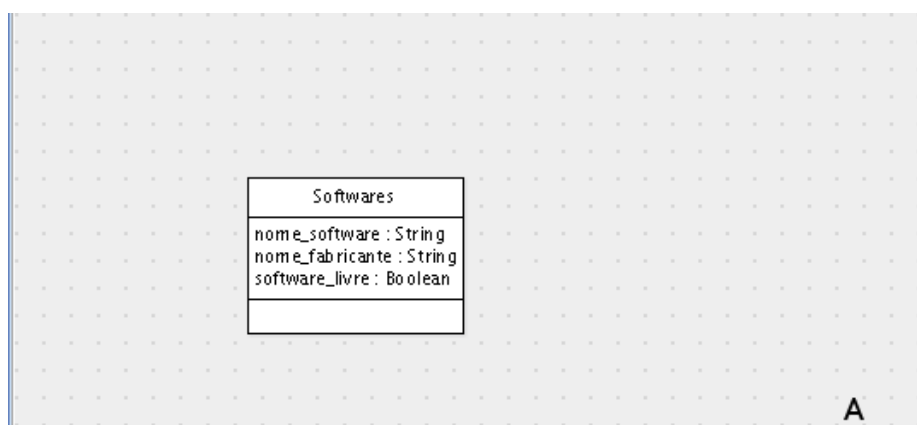 Softwares
nome_software : String
nome_fabricante : String
software_livre : Boolean
A